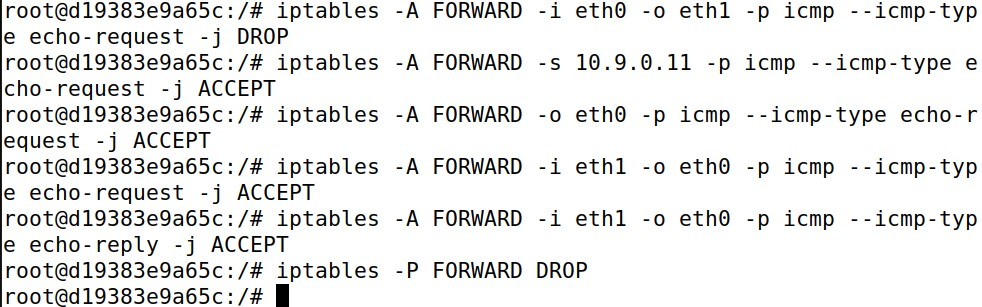 root@d19383e9a65c:/# iptables -A FORWARD -i eth0 -o eth1 -p icmp --icmp-typ
e echo-request -j DROP
root@d19383e9a65c:/# iptables -A FORWARD -s 10.9.0.11 -p icmp --icmp-type e
cho-request -j ACCEPT
root@d19383e9a65c:/# iptables -A FORWARD -o eth0 -p icmp --icmp-type echo-r
equest -j ACCEPT
root@d19383e9a65c:/# iptables -A FORWARD -i eth1 -o eth0 -p icmp --icmp-typ
e echo-request -j ACCEPT
root@d19383e9a65c:/# iptables -A FORWARD -i eth1 -o eth0 -p icmp --icmp-typ
e echo-reply -j ACCEPT
root@d19383e9a65c:/# iptables -P FORWARD DROP
root@d19383e9a65c:/#